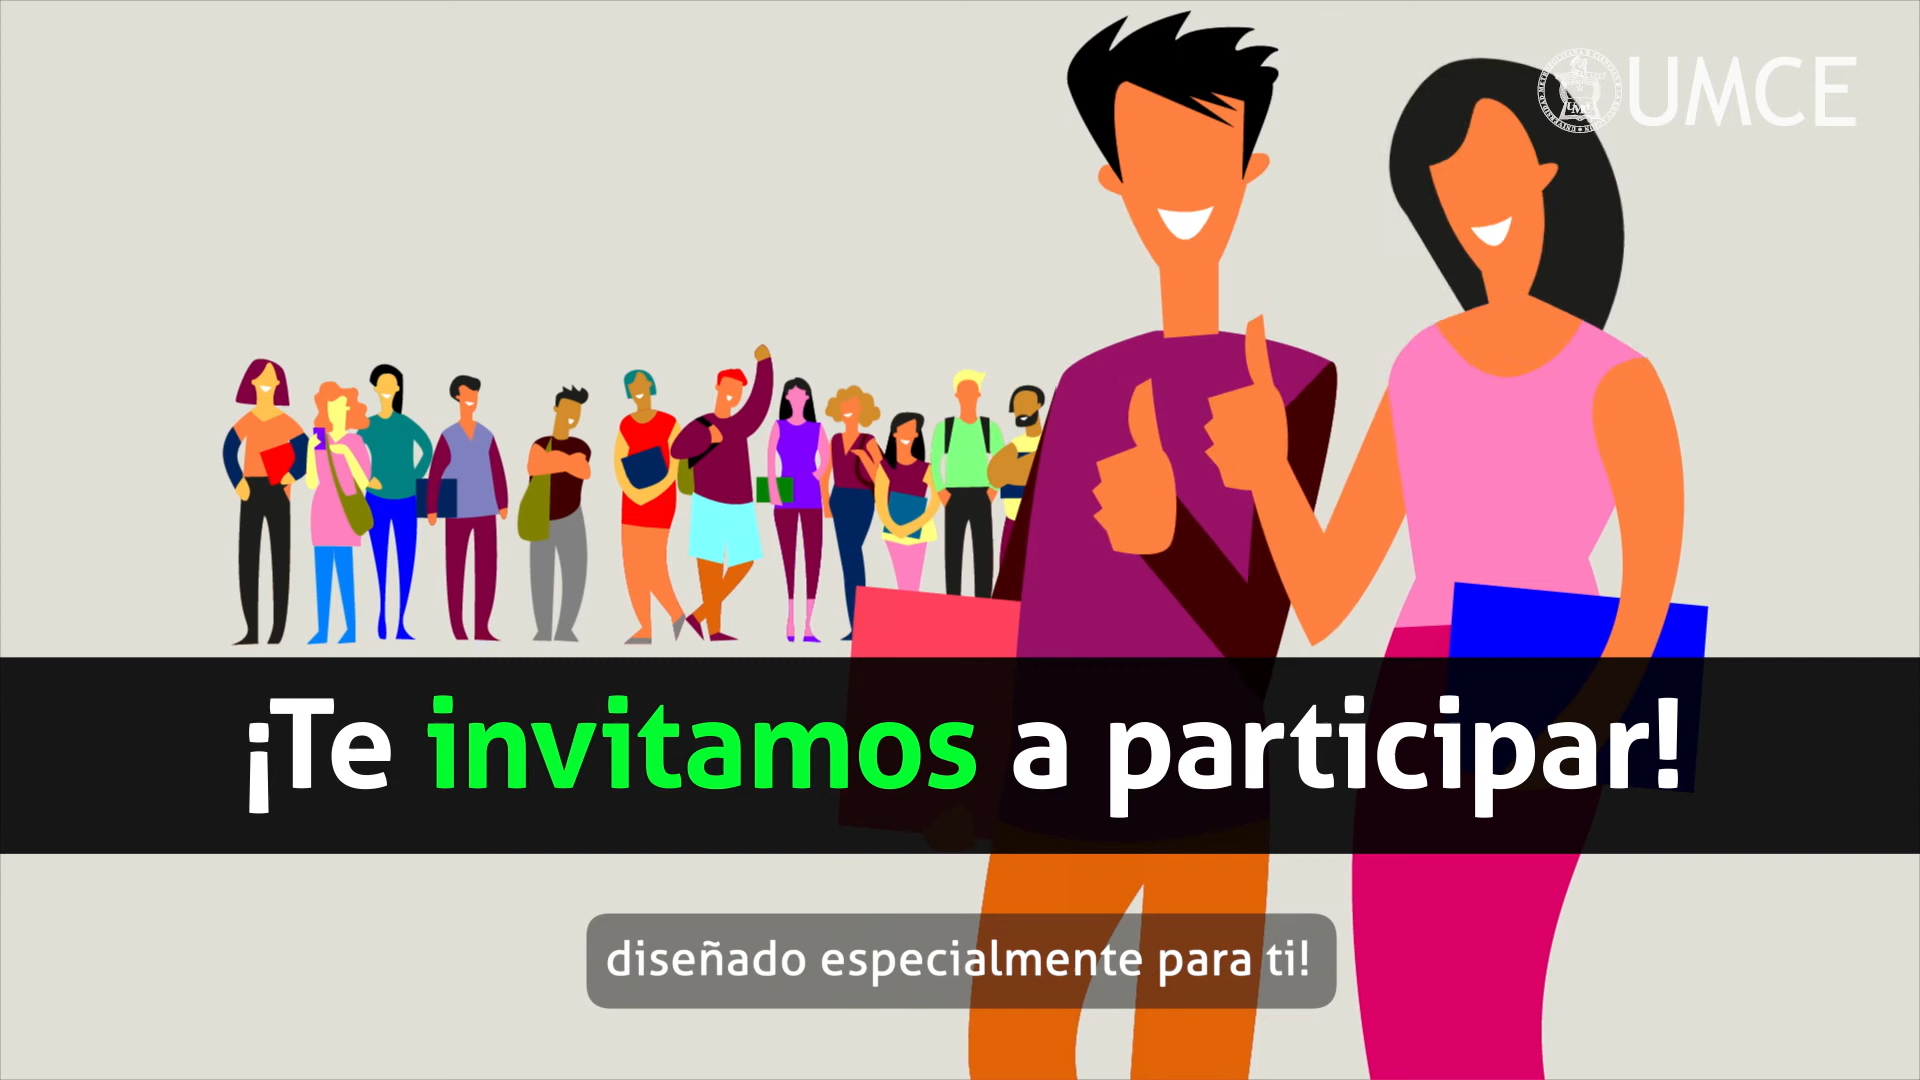 UMCE
¡Te invitamos a participar!
diseñado especialmente para ti!